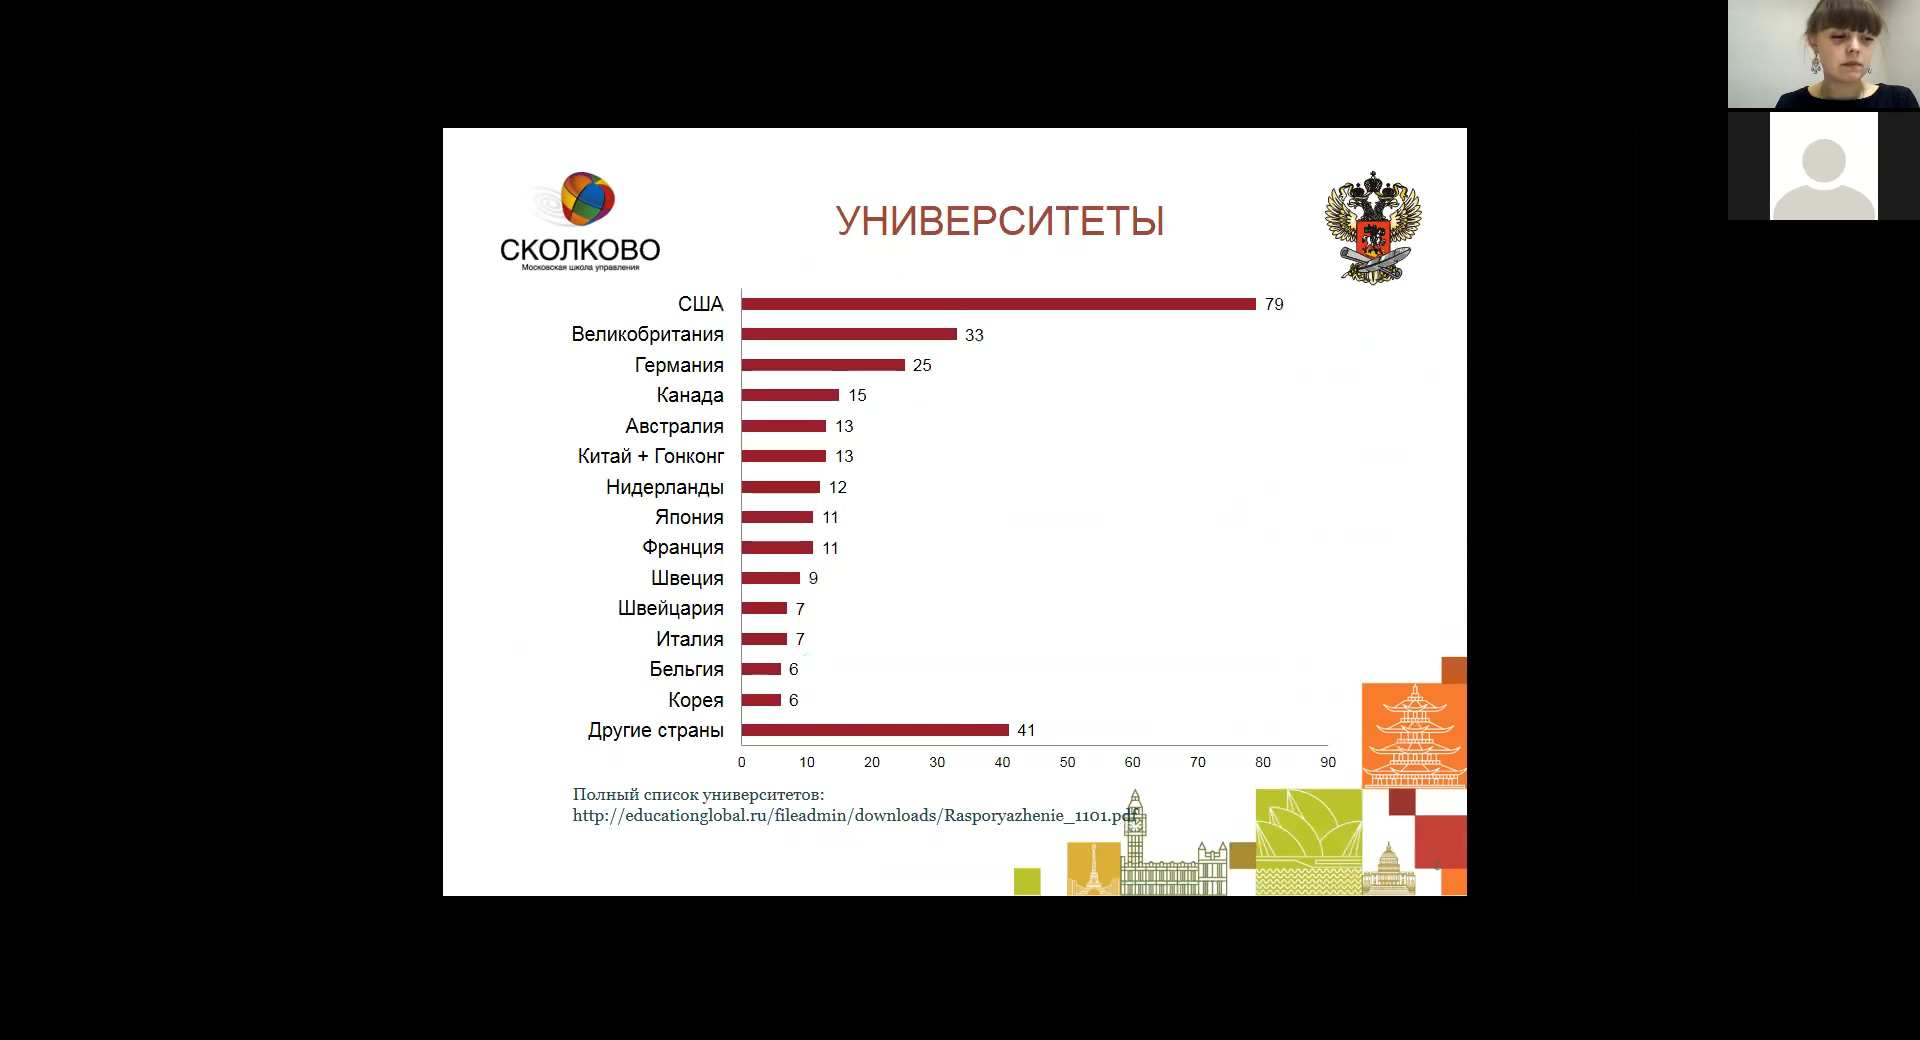 СКОЛКОВО
Московская школа управления
УНИВЕРСИТЕТЫ
США 79
Великобритания 33
Германия 25
Канада 15
Австралия 13
Китай + Гонконг 13
Нидерланды 12
Япония 11
Франция 11
Швеция 9
Швейцария 7
Италия 7
Бельгия 6
Корея 6
Другие страны 41
0 10 20 30 40 50 60 70 80 90
Полный список университетов:
http://educationglobal.ru/fileadmin/downloads/Rasporyazhenie_1101.pdf